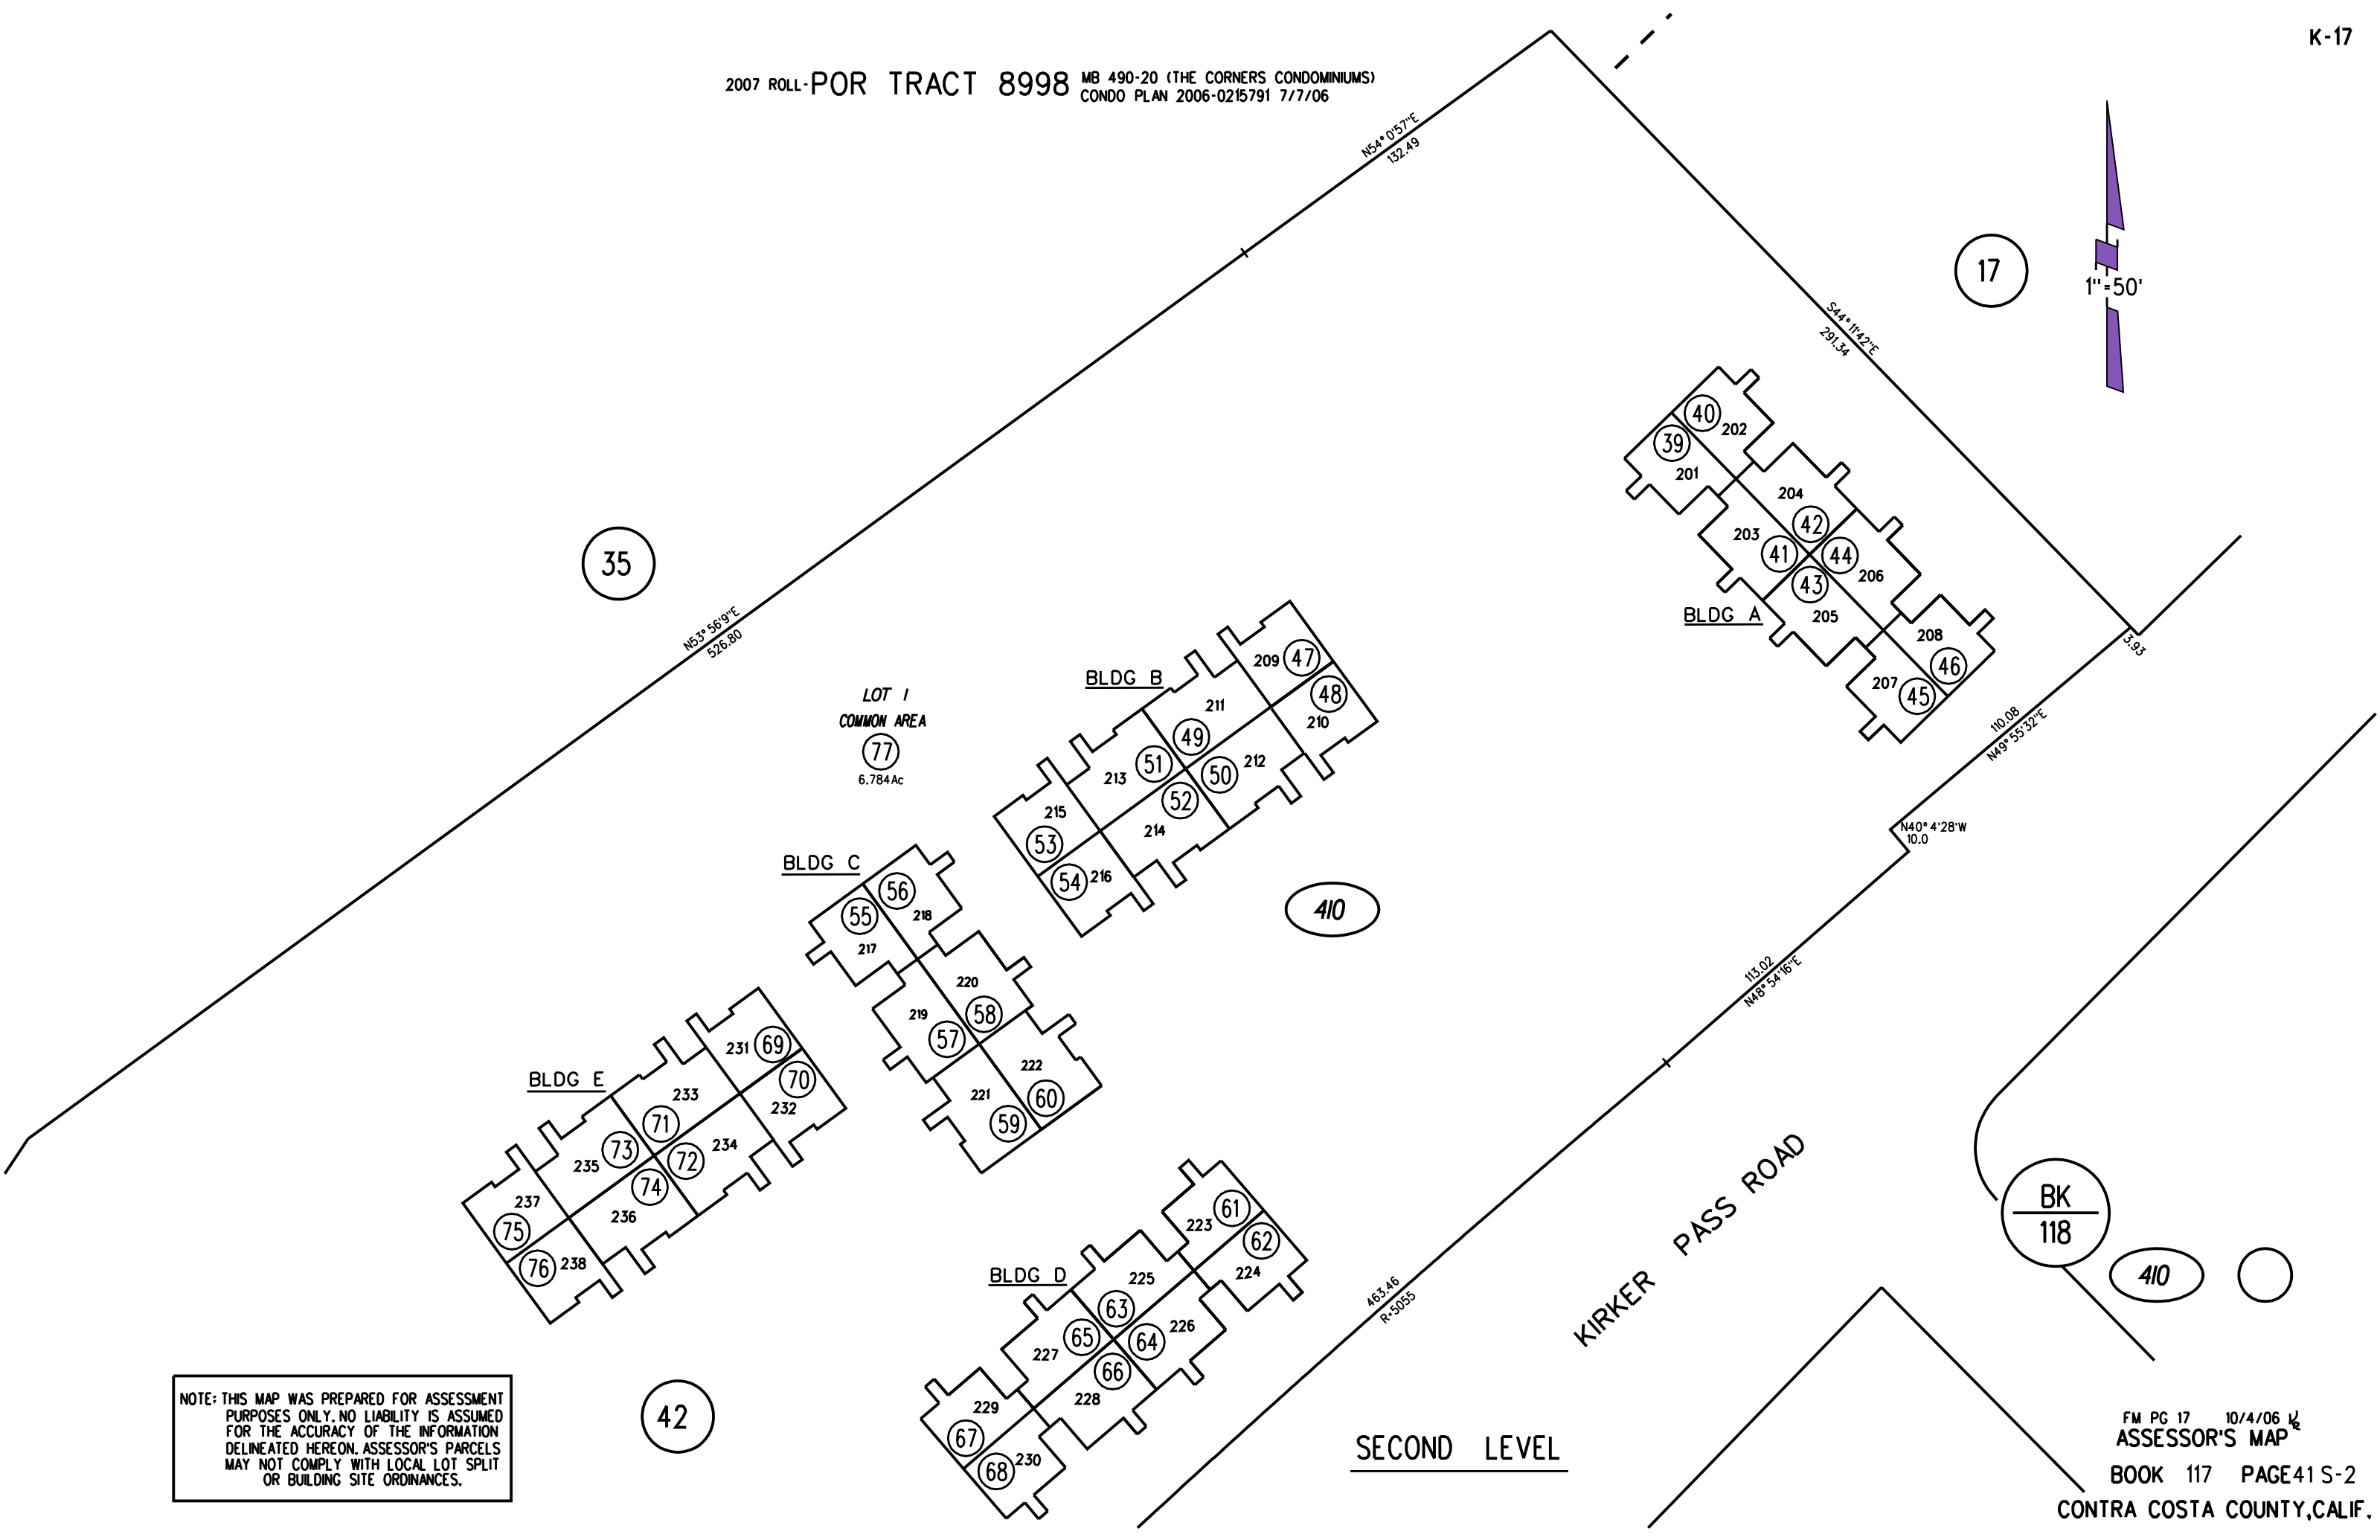 K-17
2007 ROLL- POR TRACT 8998 MB 490-20 (THE CORNERS CONDOMINIUMS)
CONDO PLAN 2006-0215791 7/7/06
N54° 0'57"E
132.49
17
1"=50'
S44° 11'42"E
291.34
40
202
39
201
204
42
203
41
44
206
43
205
BLDG A
208
46
207
45
3.93
110.08
N49° 55'32"E
N40° 4'28'W
10.0
35
N53° 56'9"E
526.80
LOT 1
COMMON AREA
77
6.784Ac
BLDG B
209
47
48
210
211
49
50
212
213
51
52
214
215
53
54
216
410
BLDG C
55
56
217
218
219
57
220
58
221
59
222
60
113.02
N48° 54'16"E
BLDG E
231
69
70
232
233
71
72
234
235
73
74
236
237
75
76
238
BLDG D
223
61
62
224
225
63
64
226
227
65
66
228
229
67
68
230
463.46
R=5055
KIRKER PASS ROAD
BK
118
410
42
NOTE: THIS MAP WAS PREPARED FOR ASSESSMENT
PURPOSES ONLY. NO LIABILITY IS ASSUMED
FOR THE ACCURACY OF THE INFORMATION
DELINEATED HEREON. ASSESSOR'S PARCELS
MAY NOT COMPLY WITH LOCAL LOT SPLIT
OR BUILDING SITE ORDINANCES.
SECOND LEVEL
FM PG 17 10/4/06
ASSESSOR'S MAP
BOOK 117 PAGE 41 S-2
CONTRA COSTA COUNTY, CALIF.